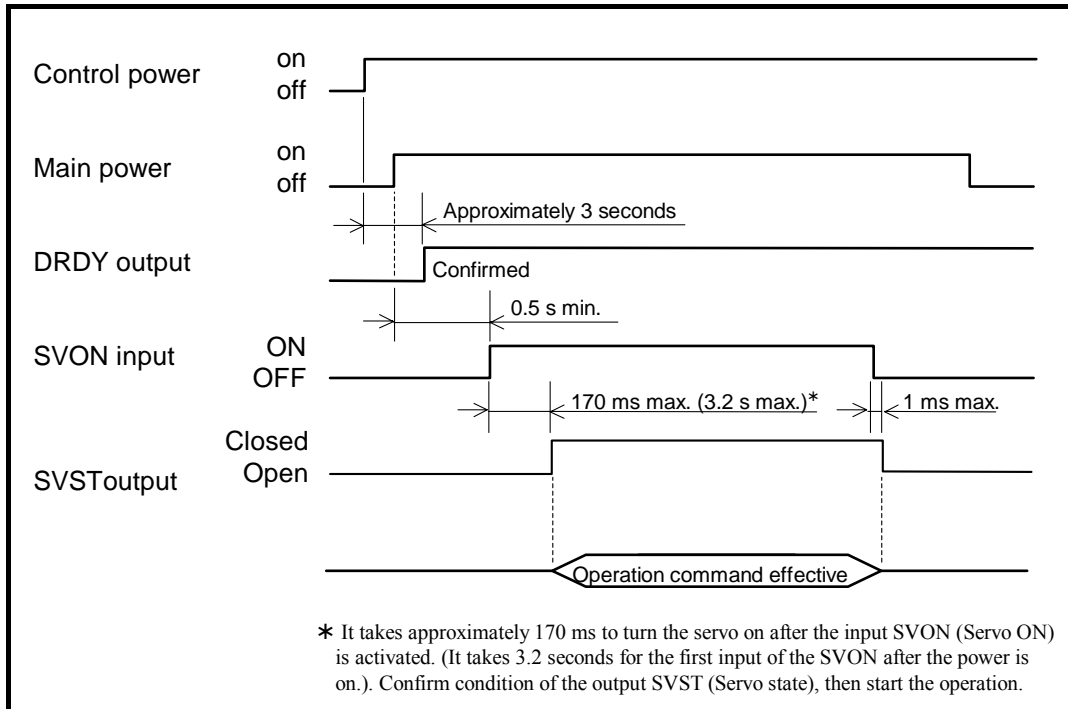 Control power
on
off
Main power
on
off
Approximately 3 seconds
DRDY output
Confirmed
0.5 s min.
SVON input
ON
OFF
170 ms max. (3.2 s max.)*
1 ms max.
Closed
Open
SVSToutput
Operation command effective
* It takes approximately 170 ms to turn the servo on after the input SVON (Servo ON)
is activated. (It takes 3.2 seconds for the first input of the SVON after the power is
on.). Confirm condition of the output SVST (Servo state), then start the operation.